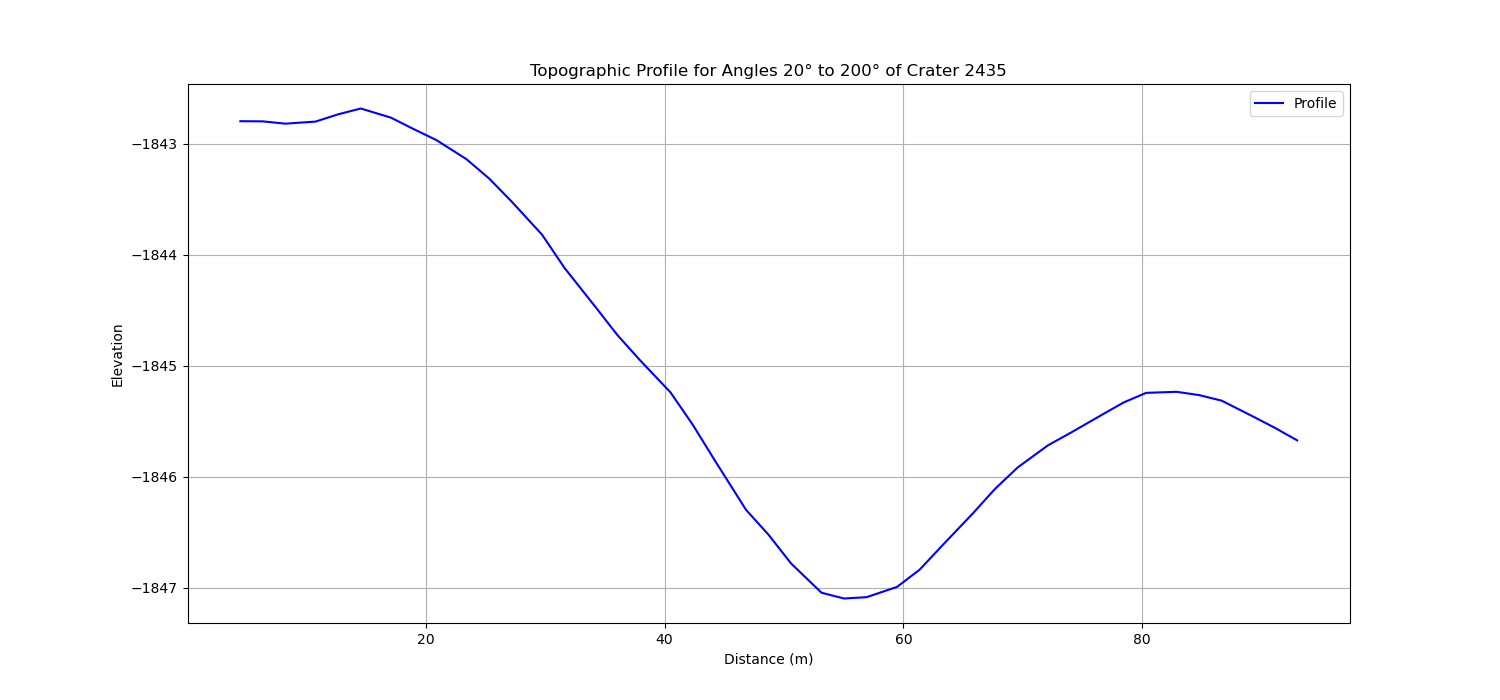 Topographic Profile for Angles 20° to 200° of Crater 2435
Profile
−1843
−1844
−1845
−1846
−1847
Elevation
20 40 60 80
Distance (m)